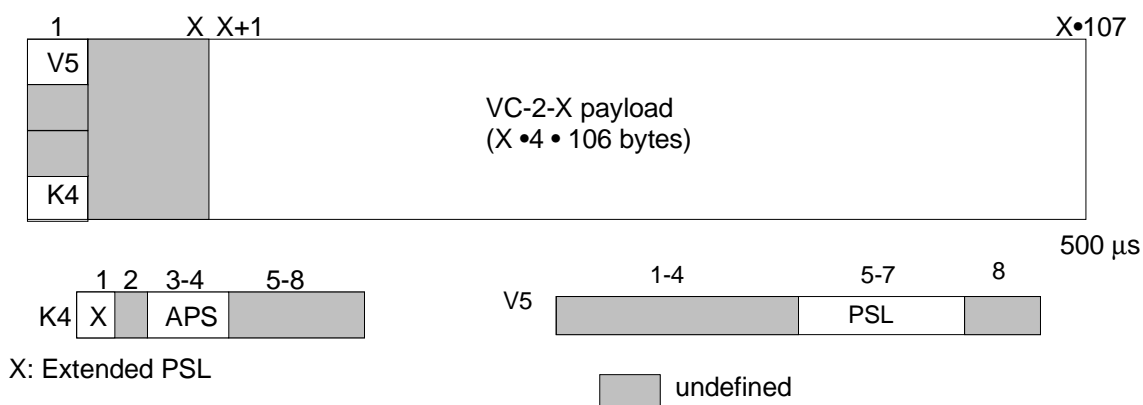 1 X X+1 X•107
V5
VC-2-X payload
(X •4 • 106 bytes)
K4
500 μs
1 2 3-4 5-8
K4 X APS
1-4 5-7 8
V5 PSL
X: Extended PSL
undefined